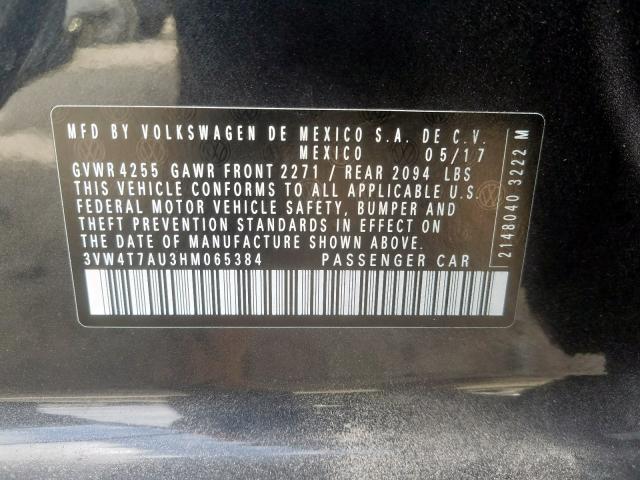 MFD BY VOLKSWAGEN DE MEXICO S.A. DE C.V.
MEXICO 05/17
GVWR 4255 GAWR FRONT 2271 / REAR 2094 LBS
THIS VEHICLE CONFORMS TO ALL APPLICABLE U.S.
FEDERAL MOTOR VEHICLE SAFETY, BUMPER AND
THEFT PREVENTION STANDARDS IN EFFECT ON THE
DATE OF MANUFACTURE SHOWN ABOVE.
3VW4T7AU3HM065384 PASSENGER CAR
2148040 3222 M